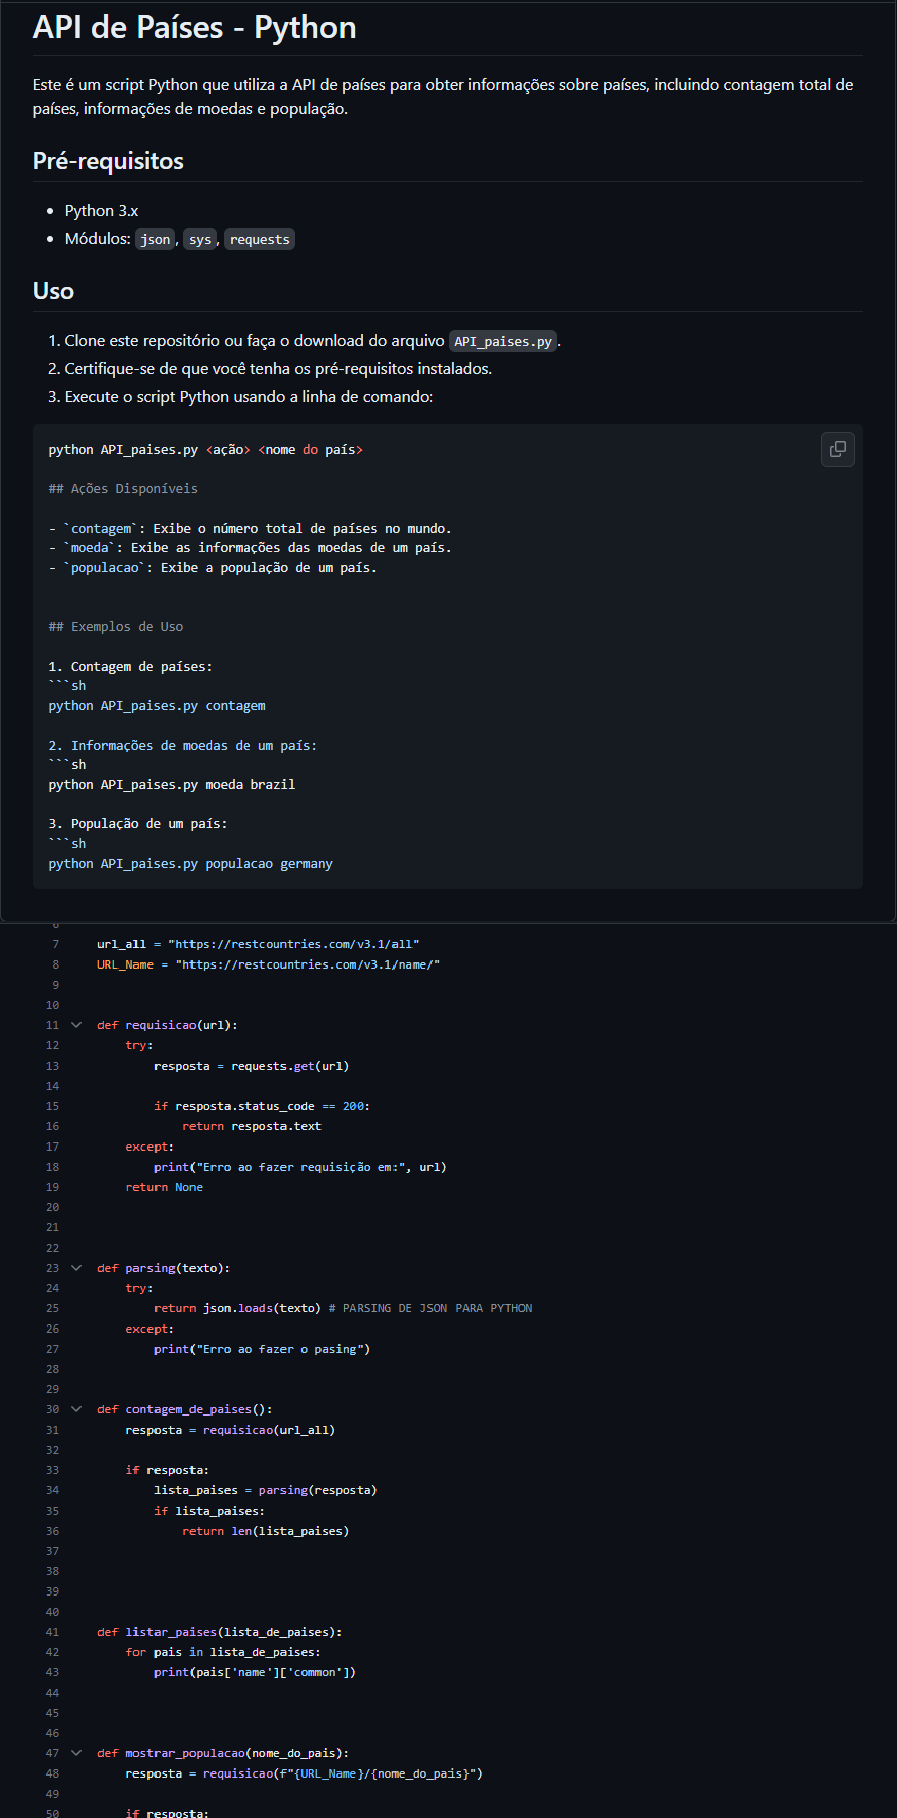 API de Países - Python
Este é um script Python que utiliza a API de países para obter informações sobre países, incluindo contagem total de
países, informações de moedas e população.
Pré-requisitos
• Python 3.x
• Módulos: json, sys, requests
Uso
1. Clone este repositório ou faça o download do arquivo API_paises.py.
2. Certifique-se de que você tenha os pré-requisitos instalados.
3. Execute o script Python usando a linha de comando:
python API_paises.py <ação> <nome do país>
## Ações Disponíveis
- `contagem`: Exibe o número total de países no mundo.
- `moeda`: Exibe as informações das moedas de um país.
- `populacao`: Exibe a população de um país.
## Exemplos de Uso
1. Contagem de países:
```sh
python API_paises.py contagem
2. Informações de moedas de um país:
```sh
python API_paises.py moeda brazil
3. População de um país:
```sh
python API_paises.py populacao germany
6
7 url_all = "https://restcountries.com/v3.1/all"
8 URL_Name = "https://restcountries.com/v3.1/name/"
9
10
11 def requisicao(url):
12 try:
13 resposta = requests.get(url)
14
15 if resposta.status_code == 200:
16 return resposta.text
17 except:
18 print("Erro ao fazer requisição em:", url)
19 return None
20
21
22
23 def parsing(texto):
24 try:
25 return json.loads(texto) # PARSING DE JSON PARA PYTHON
26 except:
27 print("Erro ao fazer o pasing")
28
29
30 def contagem_de_paises():
31 resposta = requisicao(url_all)
32
33 if resposta:
34 lista_paises = parsing(resposta)
35 if lista_paises:
36 return len(lista_paises)
37
38
39
40
41 def listar_paises(lista_de_paises):
42 for pais in lista_de_paises:
43 print(pais['name']['common'])
44
45
46
47 def mostrar_populacao(nome_do_pais):
48 resposta = requisicao(f"{URL_Name}/{nome_do_pais}")
49
50 if resposta: